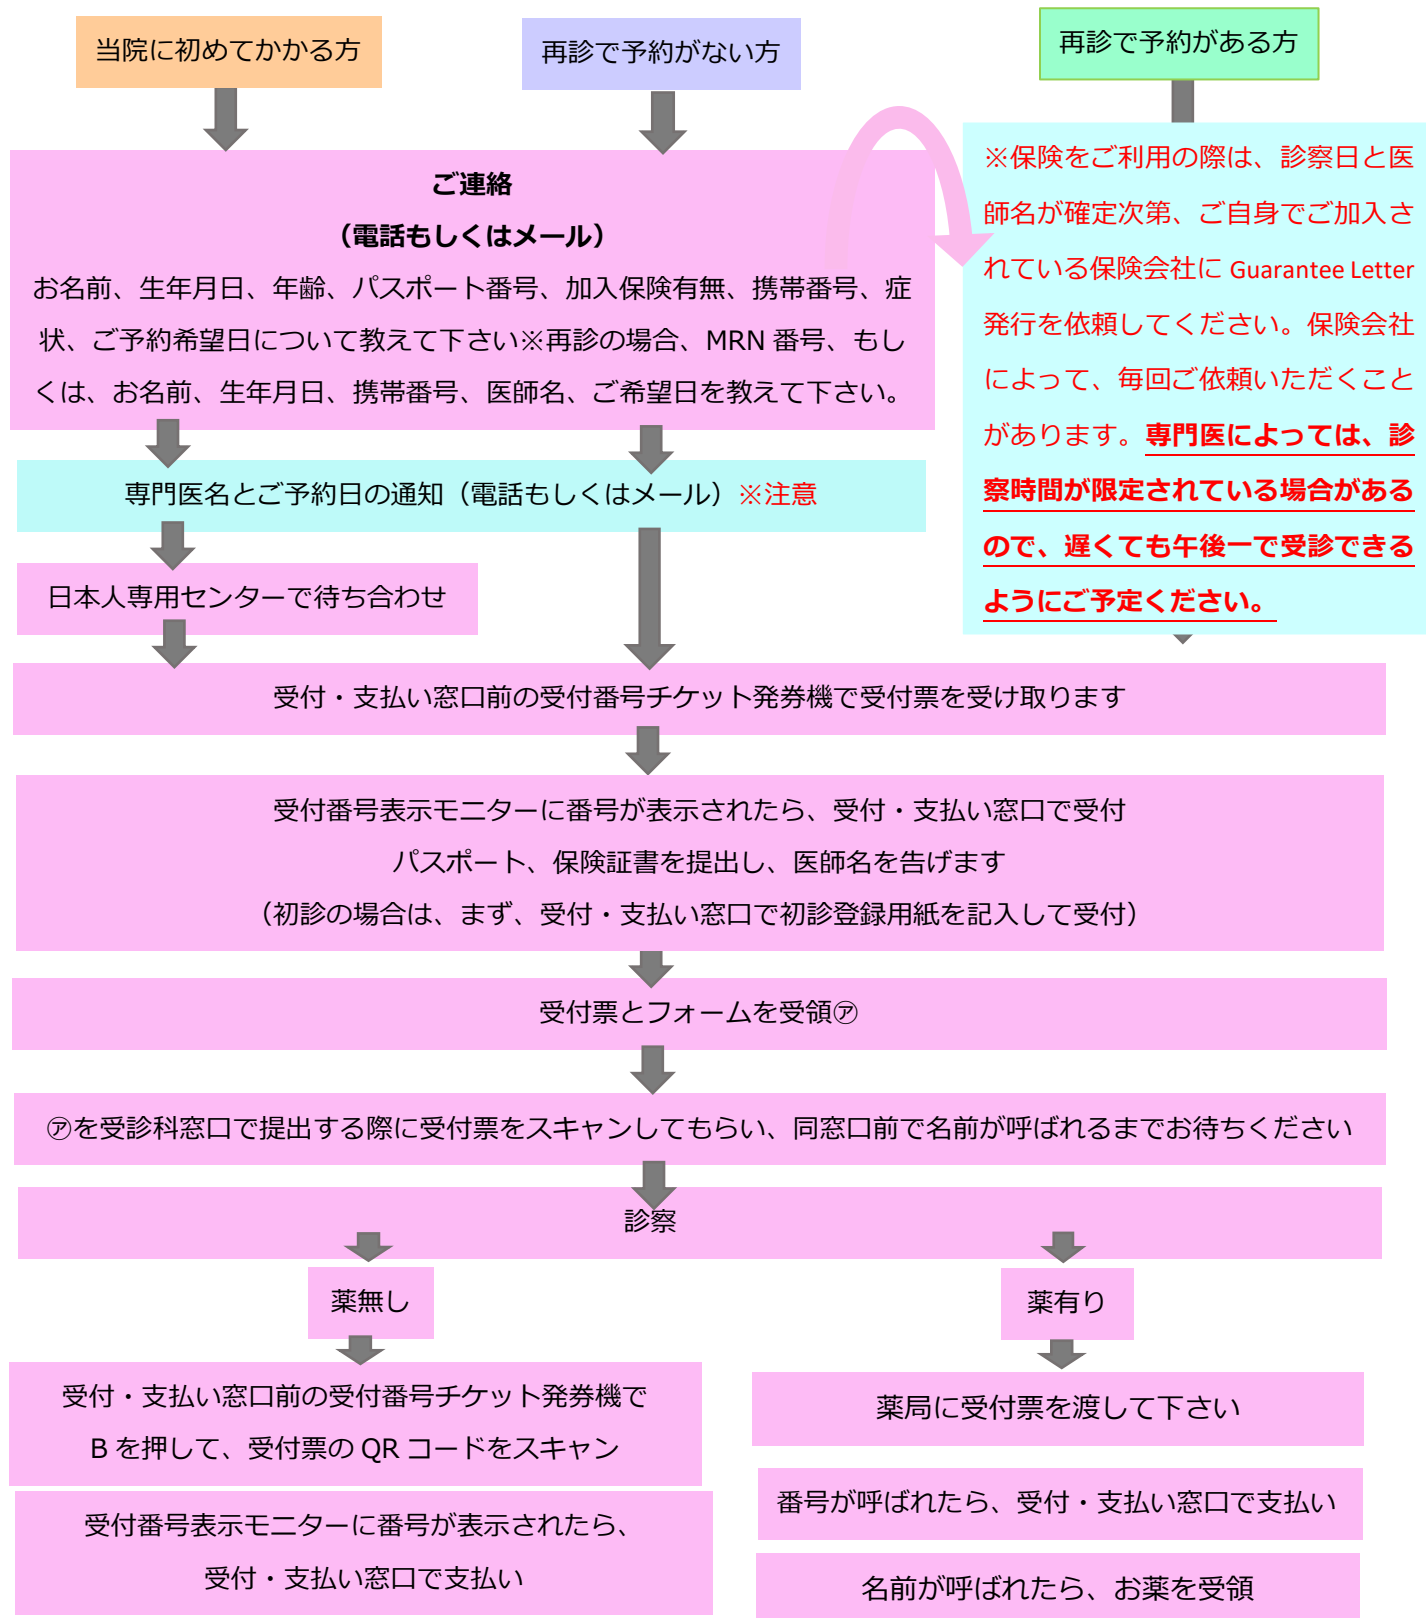 当院に初めてかかる方
再診で予約がない方
再診で予約がある方
ご連絡
（電話もしくはメール）
お名前、生年月日、年齢、パスポート番号、加入保険有無、携帯番号、症
状、ご予約希望日について教えて下さい※再診の場合、MRN 番号、もし
くは、お名前、生年月日、携帯番号、医師名、ご希望日を教えて下さい。
※保険をご利用の際は、診察日と医
師名が確定次第、ご自身でご加入さ
れている保険会社に Guarantee Letter
発行を依頼してください。保険会社
によって、毎回ご依頼いただくこと
があります。専門医によっては、診
察時間が限定されている場合がある
ので、遅くても午後一で受診できる
ようにご予定ください。
専門医名とご予約日の通知（電話もしくはメール）※注意
日本人専用センターで待ち合わせ
受付・支払い窓口前の受付番号チケット発券機で受付票を受け取ります
受付番号表示モニターに番号が表示されたら、受付・支払い窓口で受付
パスポート、保険証書を提出し、医師名を告げます
（初診の場合は、まず、受付・支払い窓口で初診登録用紙を記入して受付）
受付票とフォームを受領㋐
㋐を受診科窓口で提出する際に受付票をスキャンしてもらい、同窓口前で名前が呼ばれるまでお待ちください
診察
薬無し
受付・支払い窓口前の受付番号チケット発券機で
B を押して、受付票の QR コードをスキャン
受付番号表示モニターに番号が表示されたら、
受付・支払い窓口で支払い
薬有り
薬局に受付票を渡して下さい
番号が呼ばれたら、受付・支払い窓口で支払い
名前が呼ばれたら、お薬を受領